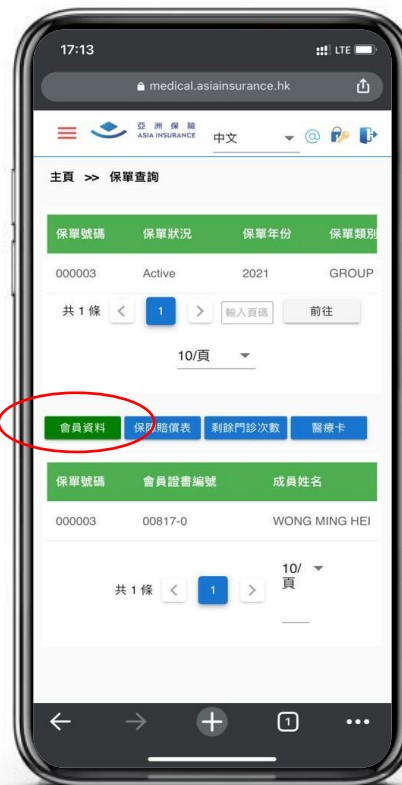 17:13
LTE
medical.asiainsurance.hk
亞洲保險
ASIA INSURANCE
中文
@
主頁 >> 保單查詢
保單號碼 保單狀況 保單年份 保單類別
000003 Active 2021 GROUP
共 1 條 < 1 > 輸入頁碼 前往
10/頁
會員資料 保障賠償表 剩餘門診次數 醫療卡
保單號碼 會員證書編號 成員姓名
000003 00817-0 WONG MING HEI
共 1 條 < 1 > 10/
頁
1